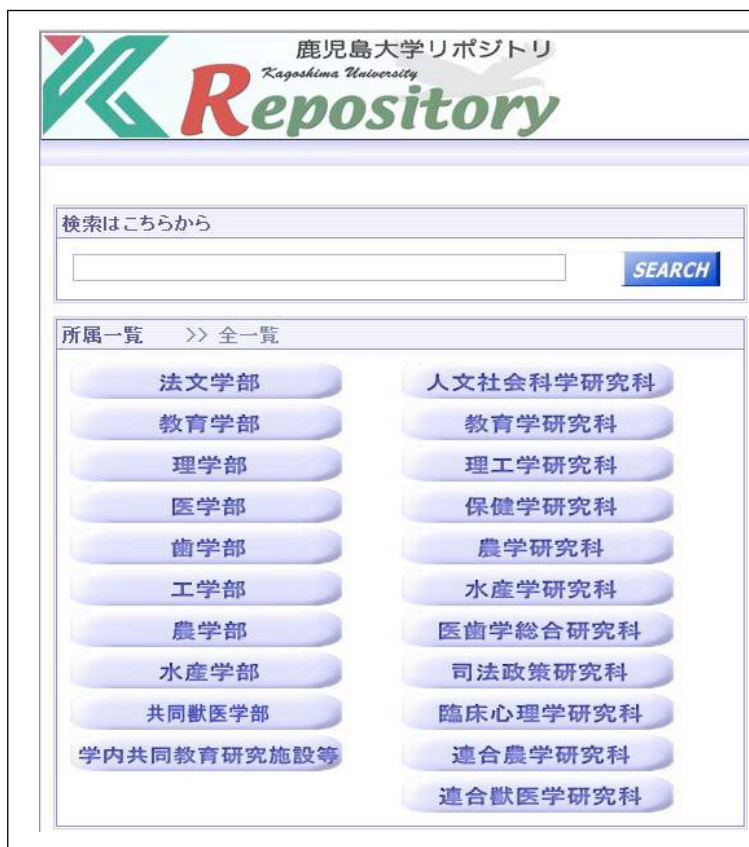 鹿児島大学リポジトリ
Kagoshima University
Repository
検索はこちらから
SEARCH
所属一覧 >> 全一覧
法文学部
教育学部
理学部
医学部
歯学部
工学部
農学部
水産学部
共同獣医学部
学内共同教育研究施設等
人文社会科学研究科
教育学研究科
理工学研究科
保健学研究科
農学研究科
水産学研究科
医歯学総合研究科
司法政策研究科
臨床心理学研究科
連合農学研究科
連合獣医学研究科